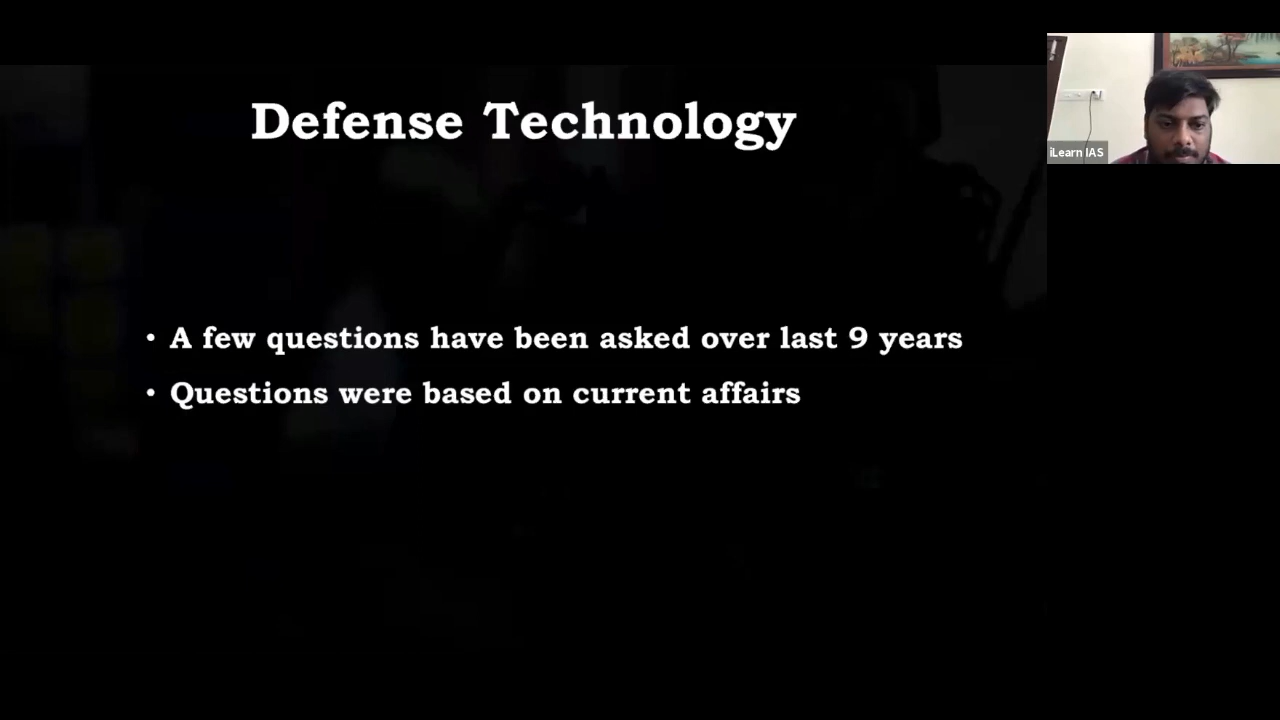 Defense Technology
iLearn IAS
• A few questions have been asked over last 9 years
• Questions were based on current affairs